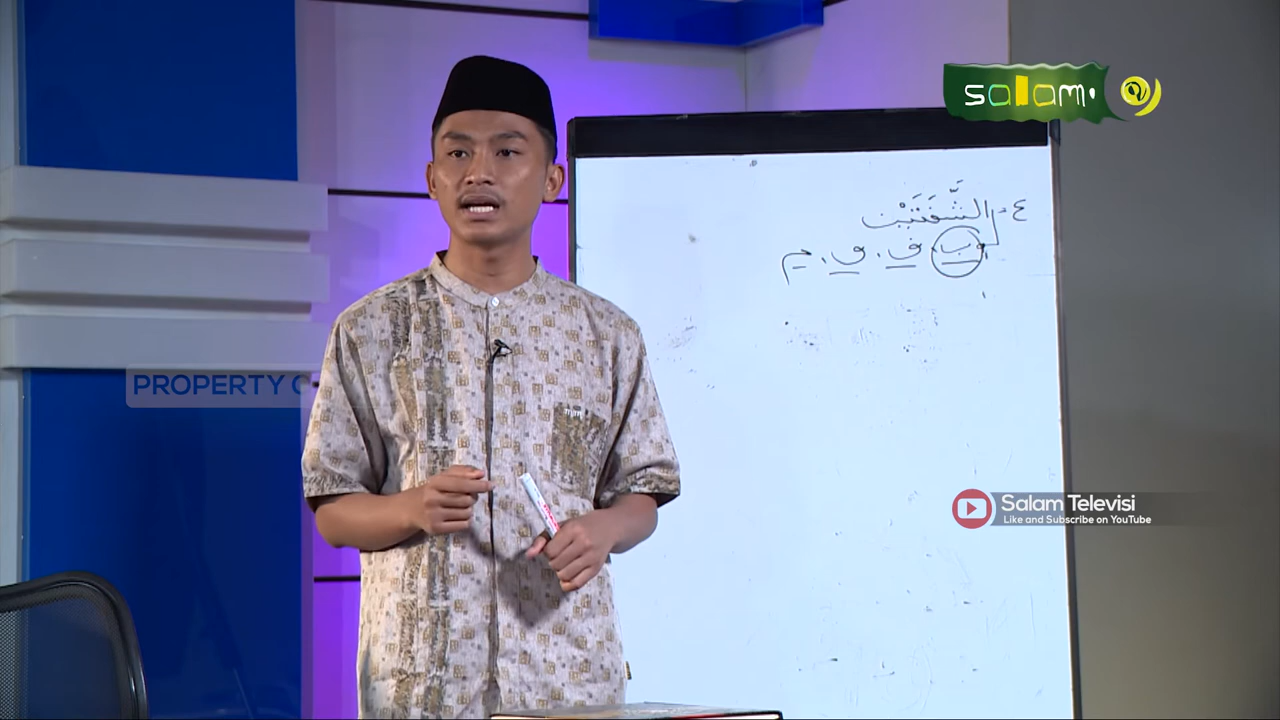 salam
٤- الشَّفَتَيْن
ب . ف . و . م
PROPERTY
Salam Televisi
Like and Subscribe on YouTube